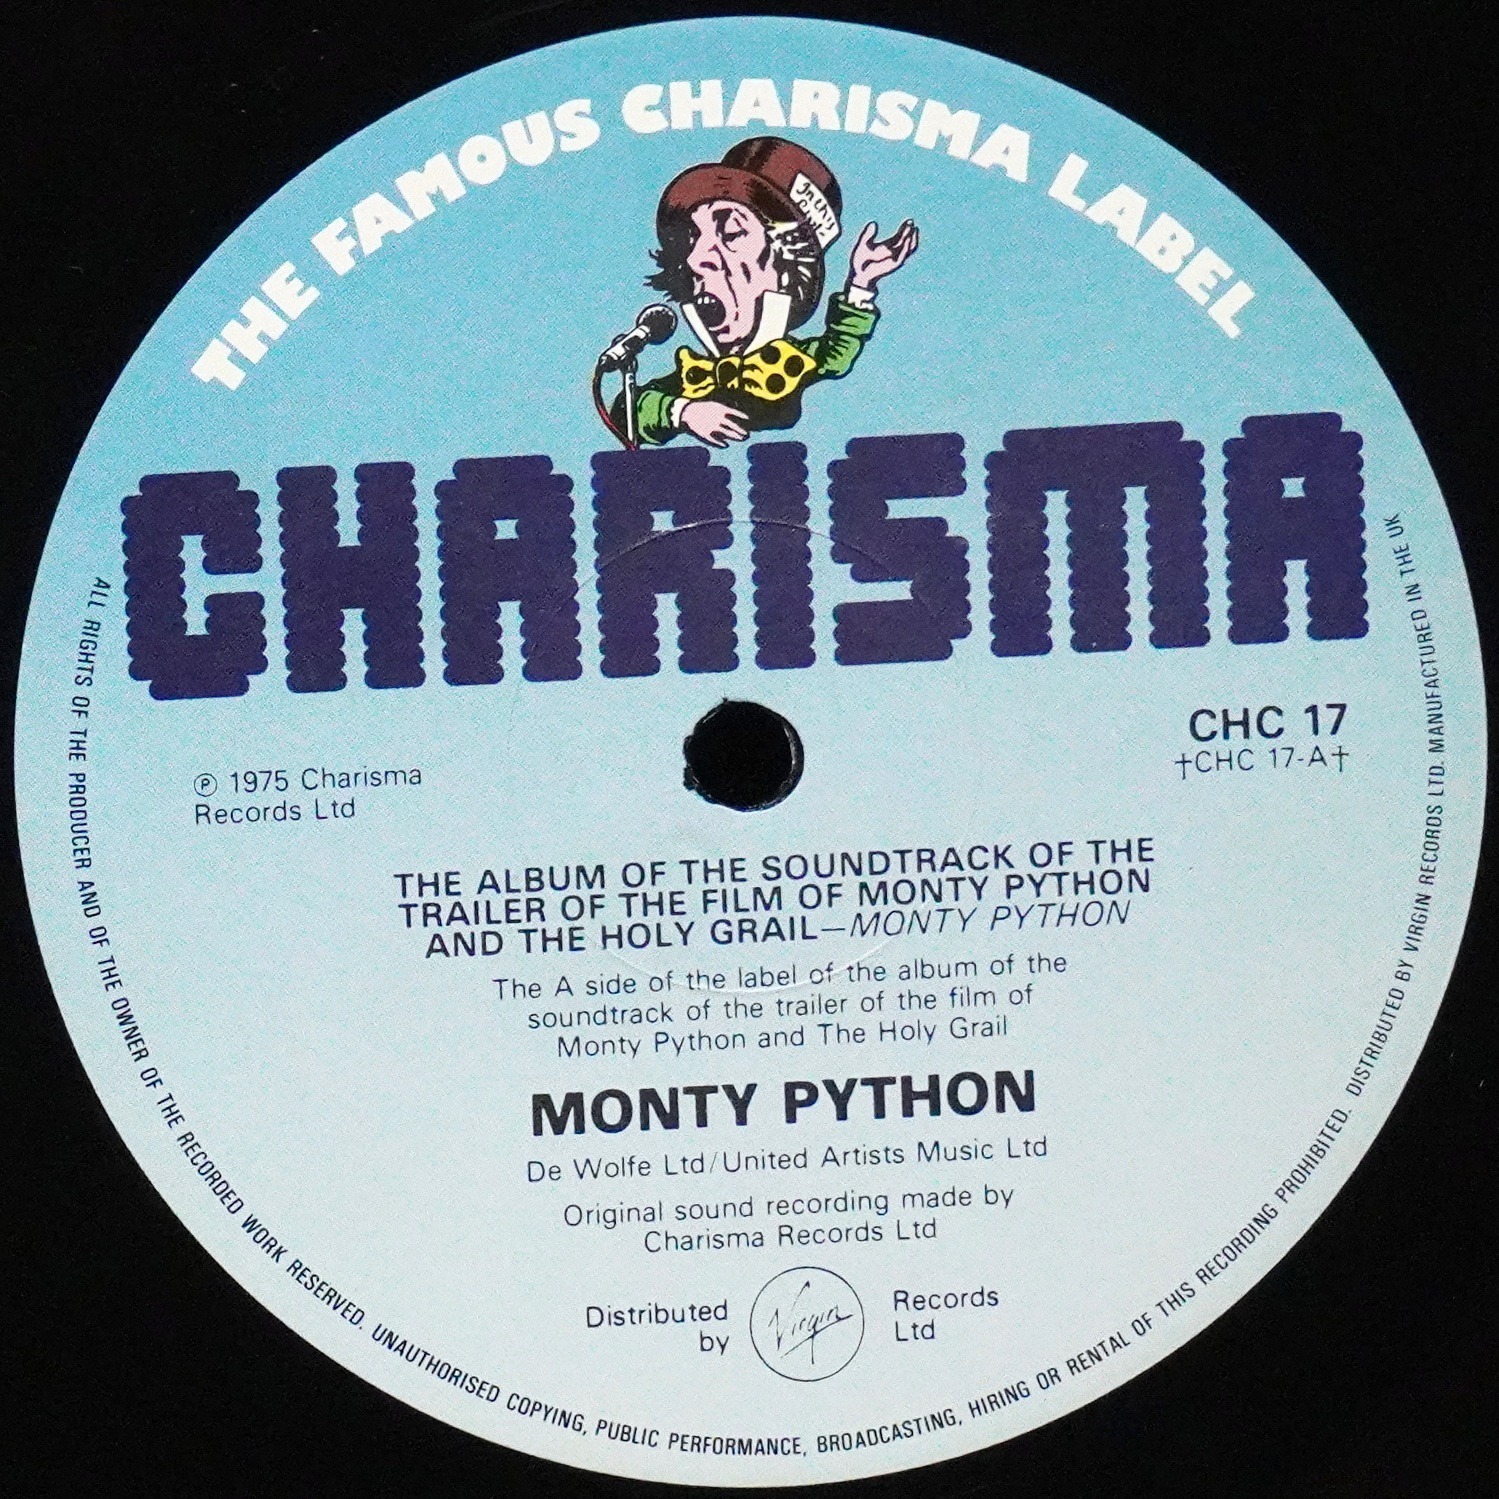 THE FAMOUS CHARISMA LABEL
In this
CHARISMA
CHC 17
†CHC 17-A†
℗ 1975 Charisma
Records Ltd
THE ALBUM OF THE SOUNDTRACK OF THE
TRAILER OF THE FILM OF MONTY PYTHON
AND THE HOLY GRAIL—MONTY PYTHON
The A side of the label of the album of the
soundtrack of the trailer of the film of
Monty Python and The Holy Grail
MONTY PYTHON
De Wolfe Ltd/United Artists Music Ltd
Original sound recording made by
Charisma Records Ltd
Distributed
by
Virgin
Records
Ltd
ALL RIGHTS OF THE PRODUCER AND OF THE OWNER OF THE RECORDED WORK RESERVED. UNAUTHORISED COPYING, PUBLIC PERFORMANCE, BROADCASTING, HIRING OR RENTAL OF THIS RECORDING PROHIBITED. DISTRIBUTED BY VIRGIN RECORDS LTD. MANUFACTURED IN THE UK